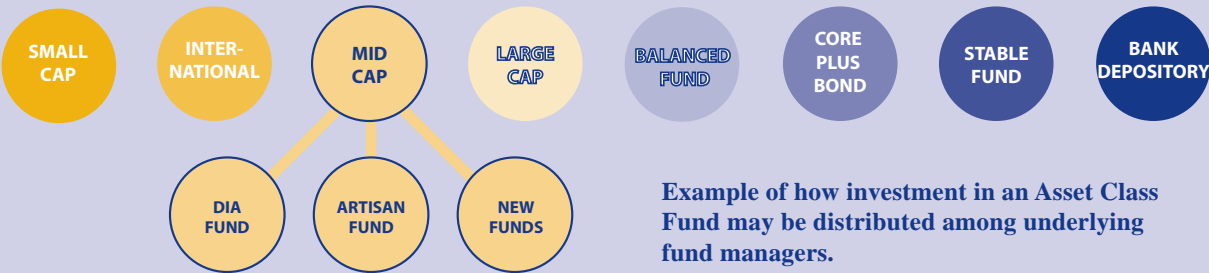 SMALL
CAP
INTER-
NATIONAL
MID
CAP
LARGE
CAP
BALANCED
FUND
CORE
PLUS
BOND
STABLE
FUND
BANK
DEPOSITORY
DIA
FUND
ARTISAN
FUND
NEW
FUNDS
Example of how investment in an Asset Class
Fund may be distributed among underlying
fund managers.